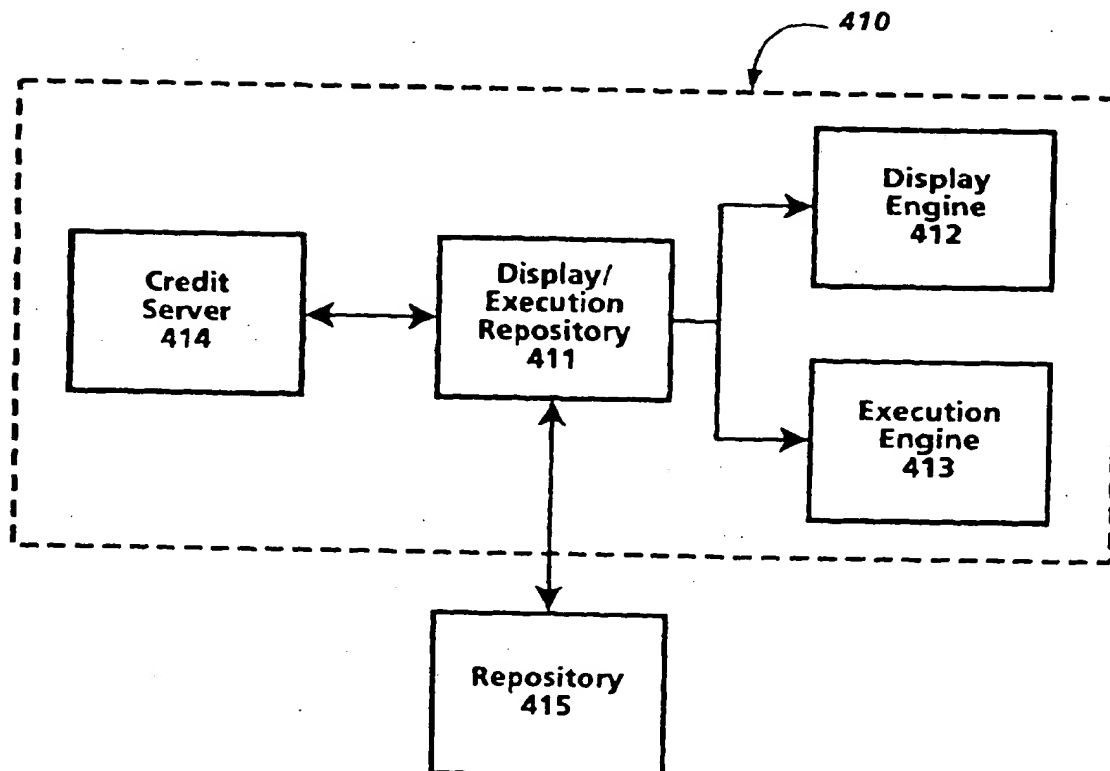 410
Display
Engine
412
Credit
Server
414
Display/
Execution
Repository
411
Execution
Engine
413
Repository
415